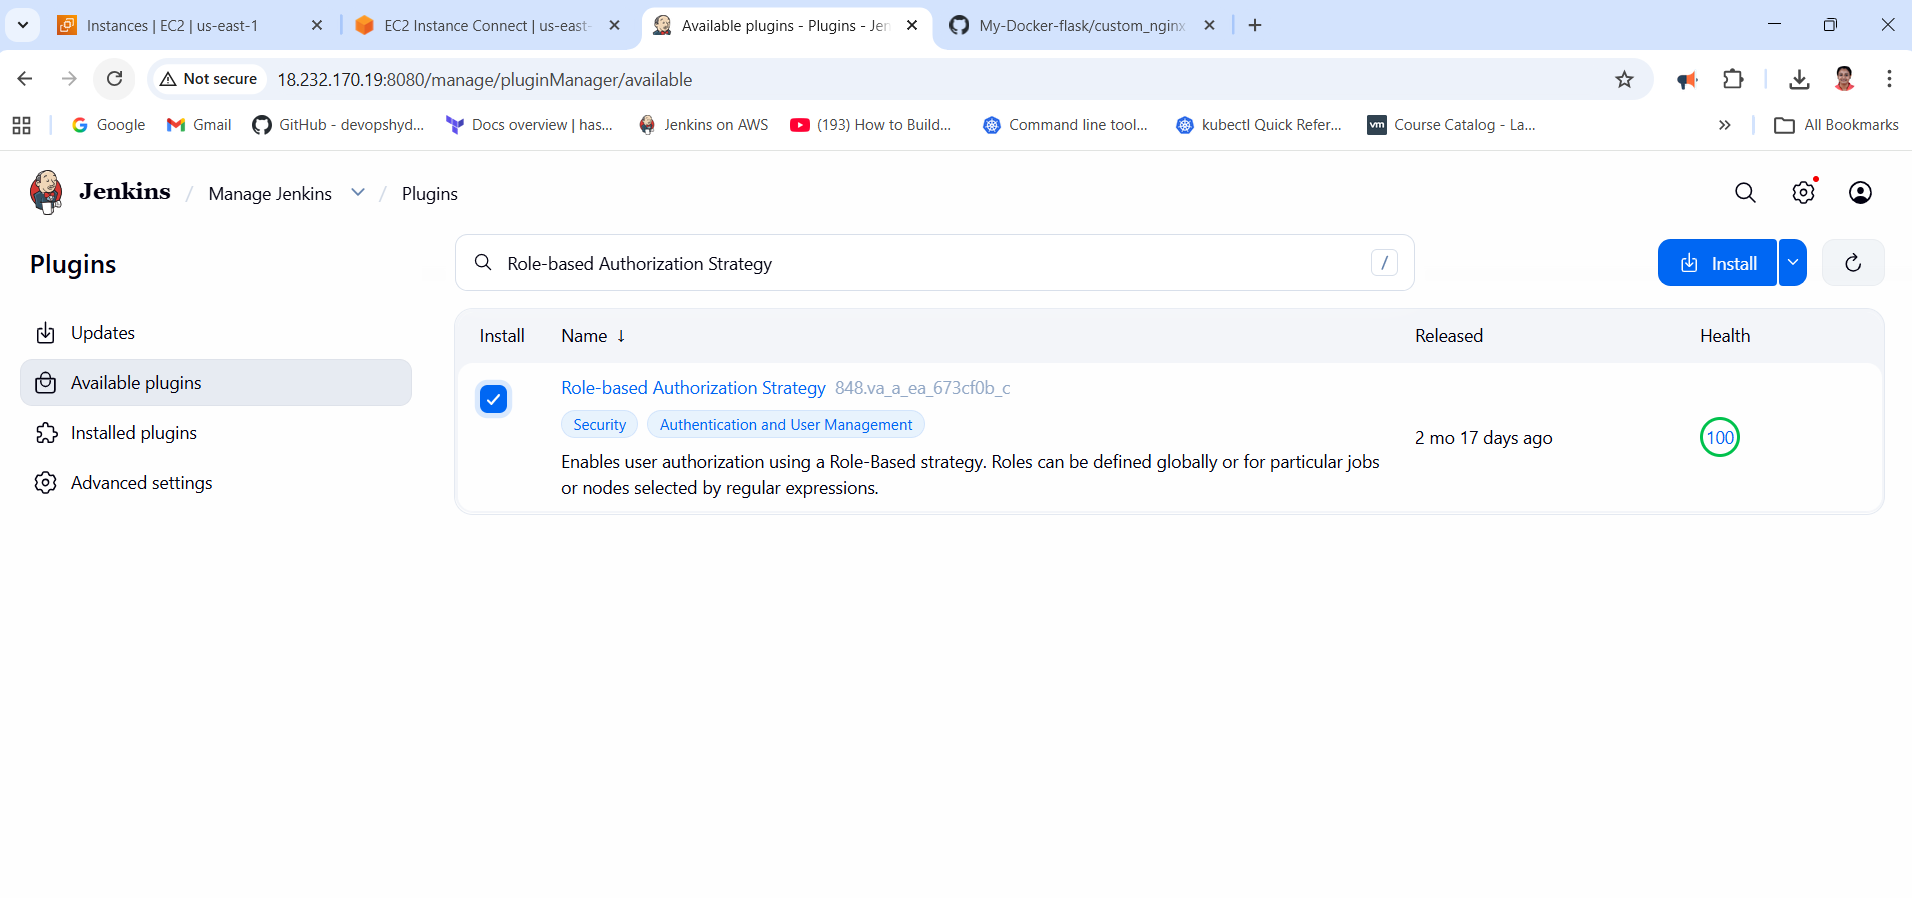 Instances | EC2 | us-east-1
EC2 Instance Connect | us-east-
Available plugins - Plugins - Jen
My-Docker-flask/custom_nginx
Not secure
18.232.170.19:8080/manage/pluginManager/available
Google
Gmail
GitHub - devopshyd...
Docs overview | has...
Jenkins on AWS
(193) How to Build...
Command line tool...
kubectl Quick Refer...
vm
Course Catalog - La...
All Bookmarks
Jenkins / Manage Jenkins / Plugins
Plugins
Role-based Authorization Strategy
/
Install
Updates
Available plugins
Installed plugins
Advanced settings
Install Name ↓ Released Health
Role-based Authorization Strategy 848.va_a_ea_673cf0b_c
Security
Authentication and User Management
Enables user authorization using a Role-Based strategy. Roles can be defined globally or for particular jobs
or nodes selected by regular expressions.
2 mo 17 days ago
100